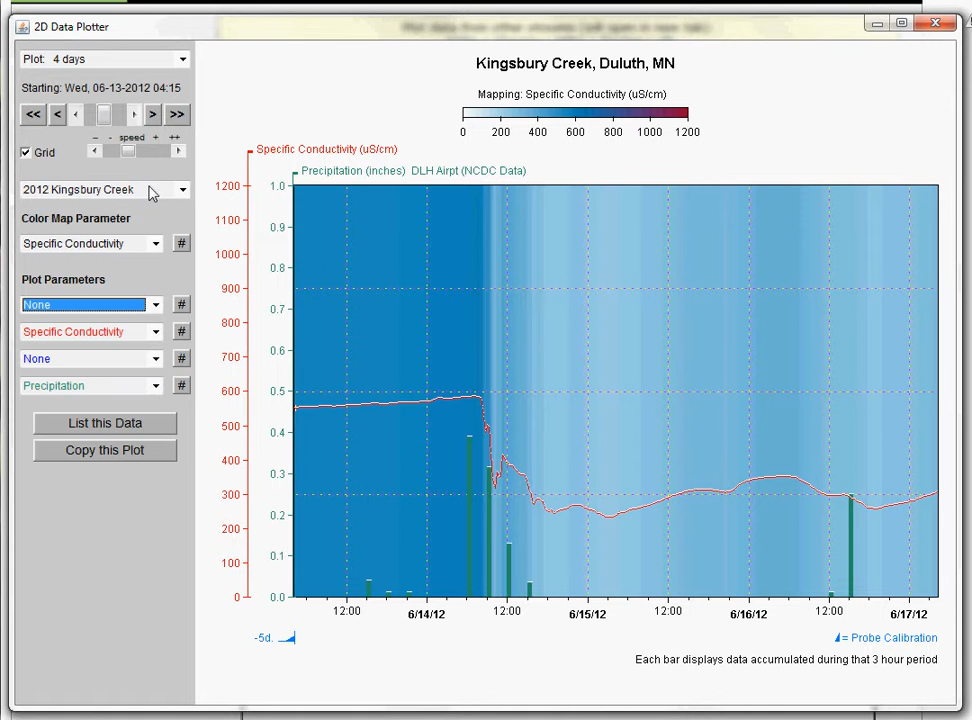 2D Data Plotter
Plot: 4 days
Starting: Wed, 06-13-2012 04:15
<< < > >>
– - speed + ++
Grid
2012 Kingsbury Creek
Color Map Parameter
Specific Conductivity #
Plot Parameters
None #
Specific Conductivity #
None #
Precipitation #
List this Data
Copy this Plot
Kingsbury Creek, Duluth, MN
Mapping: Specific Conductivity (uS/cm)
0 200 400 600 800 1000 1200
Specific Conductivity (uS/cm)
Precipitation (inches) DLH Airpt (NCDC Data)
1200 1.0
1100 0.9
1000 0.8
900
800 0.7
700 0.6
600 0.5
500 0.4
400
300 0.3
200 0.2
100 0.1
0 0.0
12:00 6/14/12 12:00 6/15/12 12:00 6/16/12 12:00 6/17/12
-5d.
= Probe Calibration
Each bar displays data accumulated during that 3 hour period